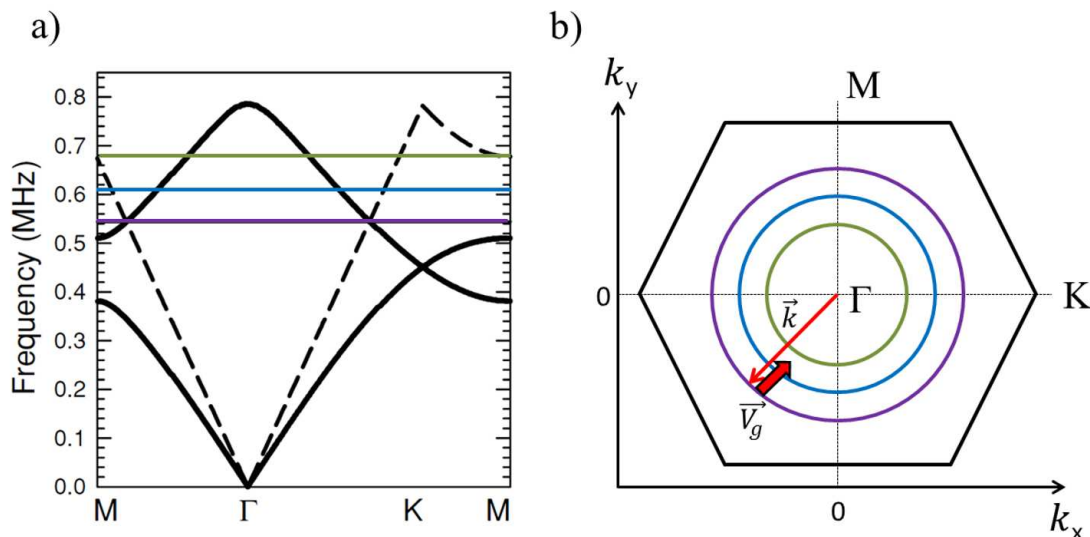 a)
Frequency (MHz)
0.8
0.7
0.6
0.5
0.4
0.3
0.2
0.1
0.0
M Γ K M
b)
k_y
M
0
Γ
K
k⃗
V⃗_g
0
k_x